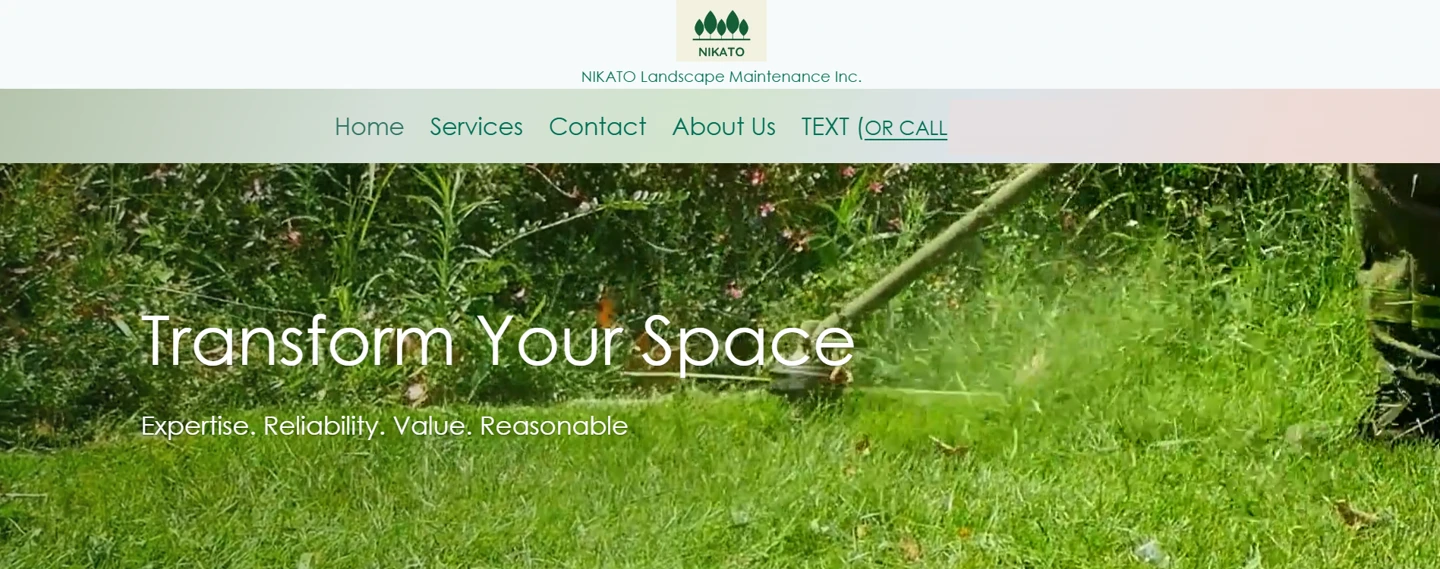 NIKATO
NIKATO Landscape Maintenance Inc.
Home Services Contact About Us TEXT (OR CALL
Transform Your Space
Expertise. Reliability. Value. Reasonable